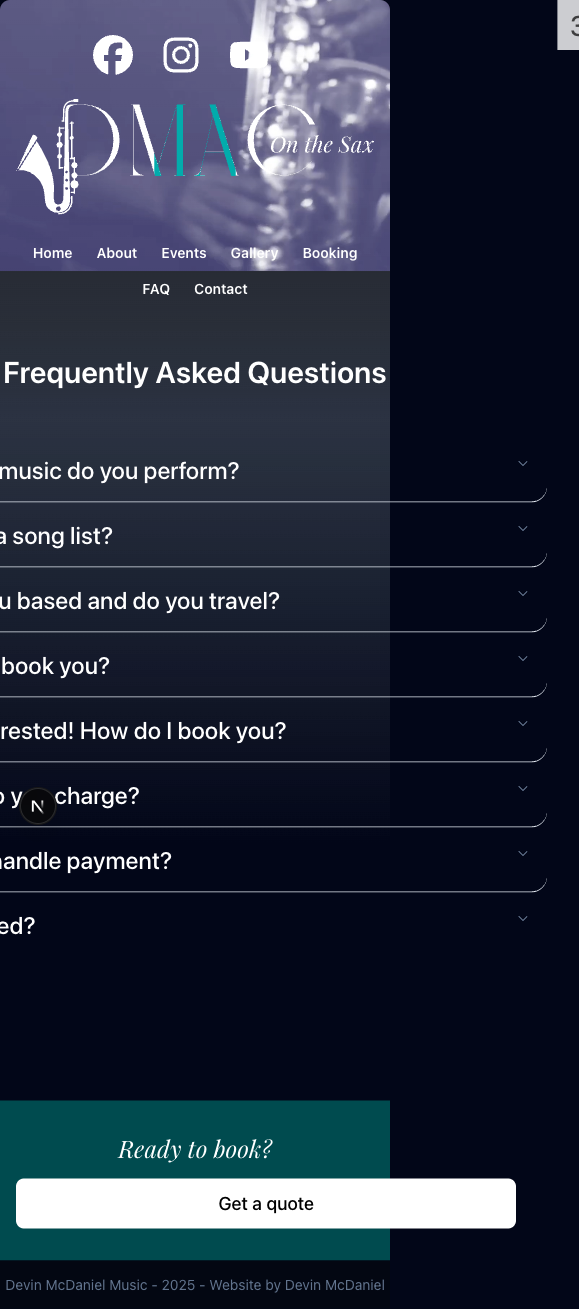 3
DMAC On the Sax
Home About Events Gallery Booking
FAQ Contact
Frequently Asked Questions
music do you perform?
a song list?
u based and do you travel?
book you?
rested! How do I book you?
charge?
handle payment?
ed?
Ready to book?
Get a quote
Devin McDaniel Music - 2025 - Website by Devin McDaniel